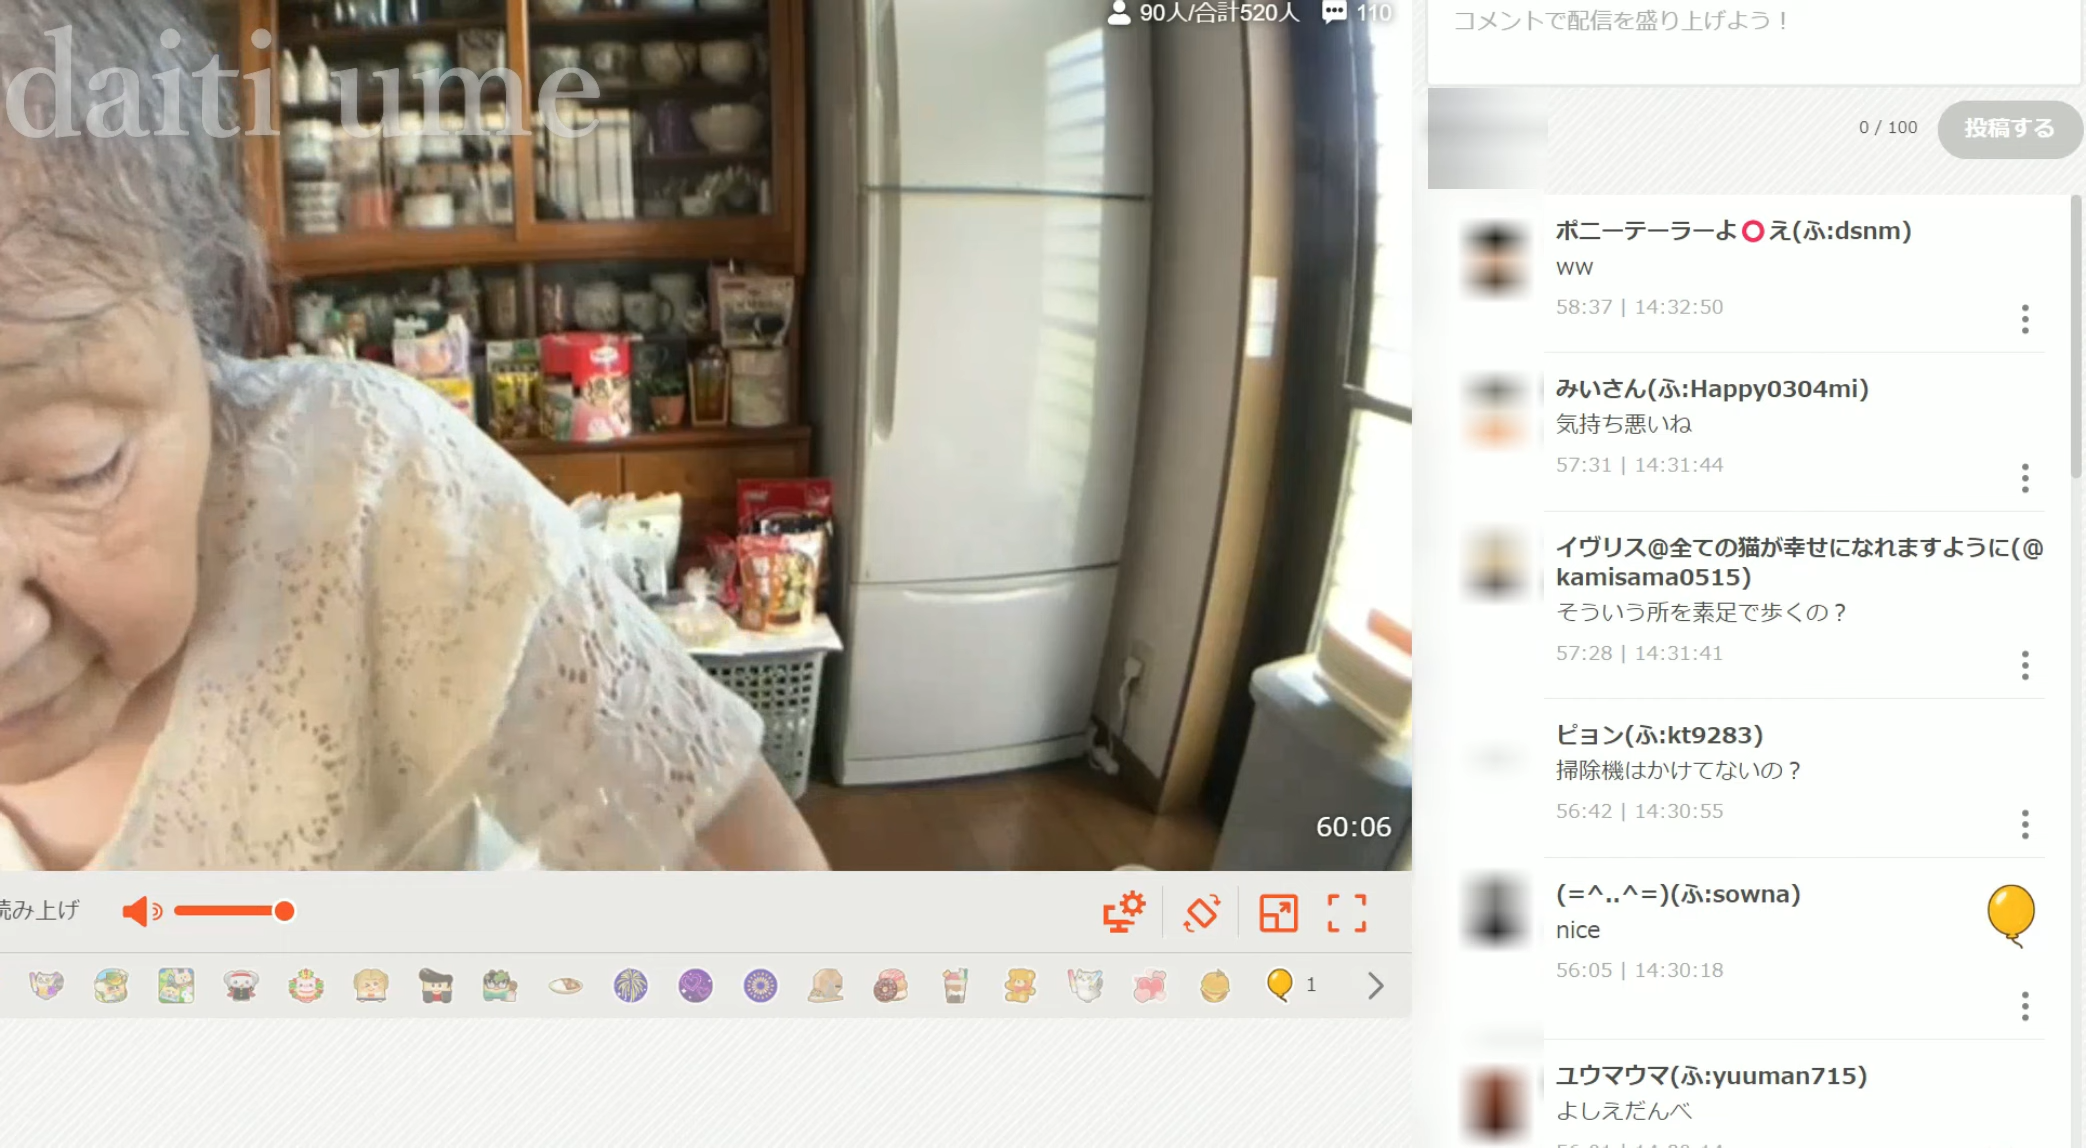 daiti ume
90人/合計520人 110
コメントで配信を盛り上げよう！
0 / 100
投稿する
ポニーテーラーよ⭕え(ふ:dsnm)
ww
58:37 | 14:32:50
みいさん(ふ:Happy0304mi)
気持ち悪いね
57:31 | 14:31:44
イヴリス@全ての猫が幸せになれますように(@
kamisama0515)
そういう所を素足で歩くの？
57:28 | 14:31:41
ピョン(ふ:kt9283)
掃除機はかけてないの？
56:42 | 14:30:55
(=^..^=)(ふ:sowna)
nice
56:05 | 14:30:18
ユウマウマ(ふ:yuuman715)
よしえだんべ
60:06
読み上げ
1